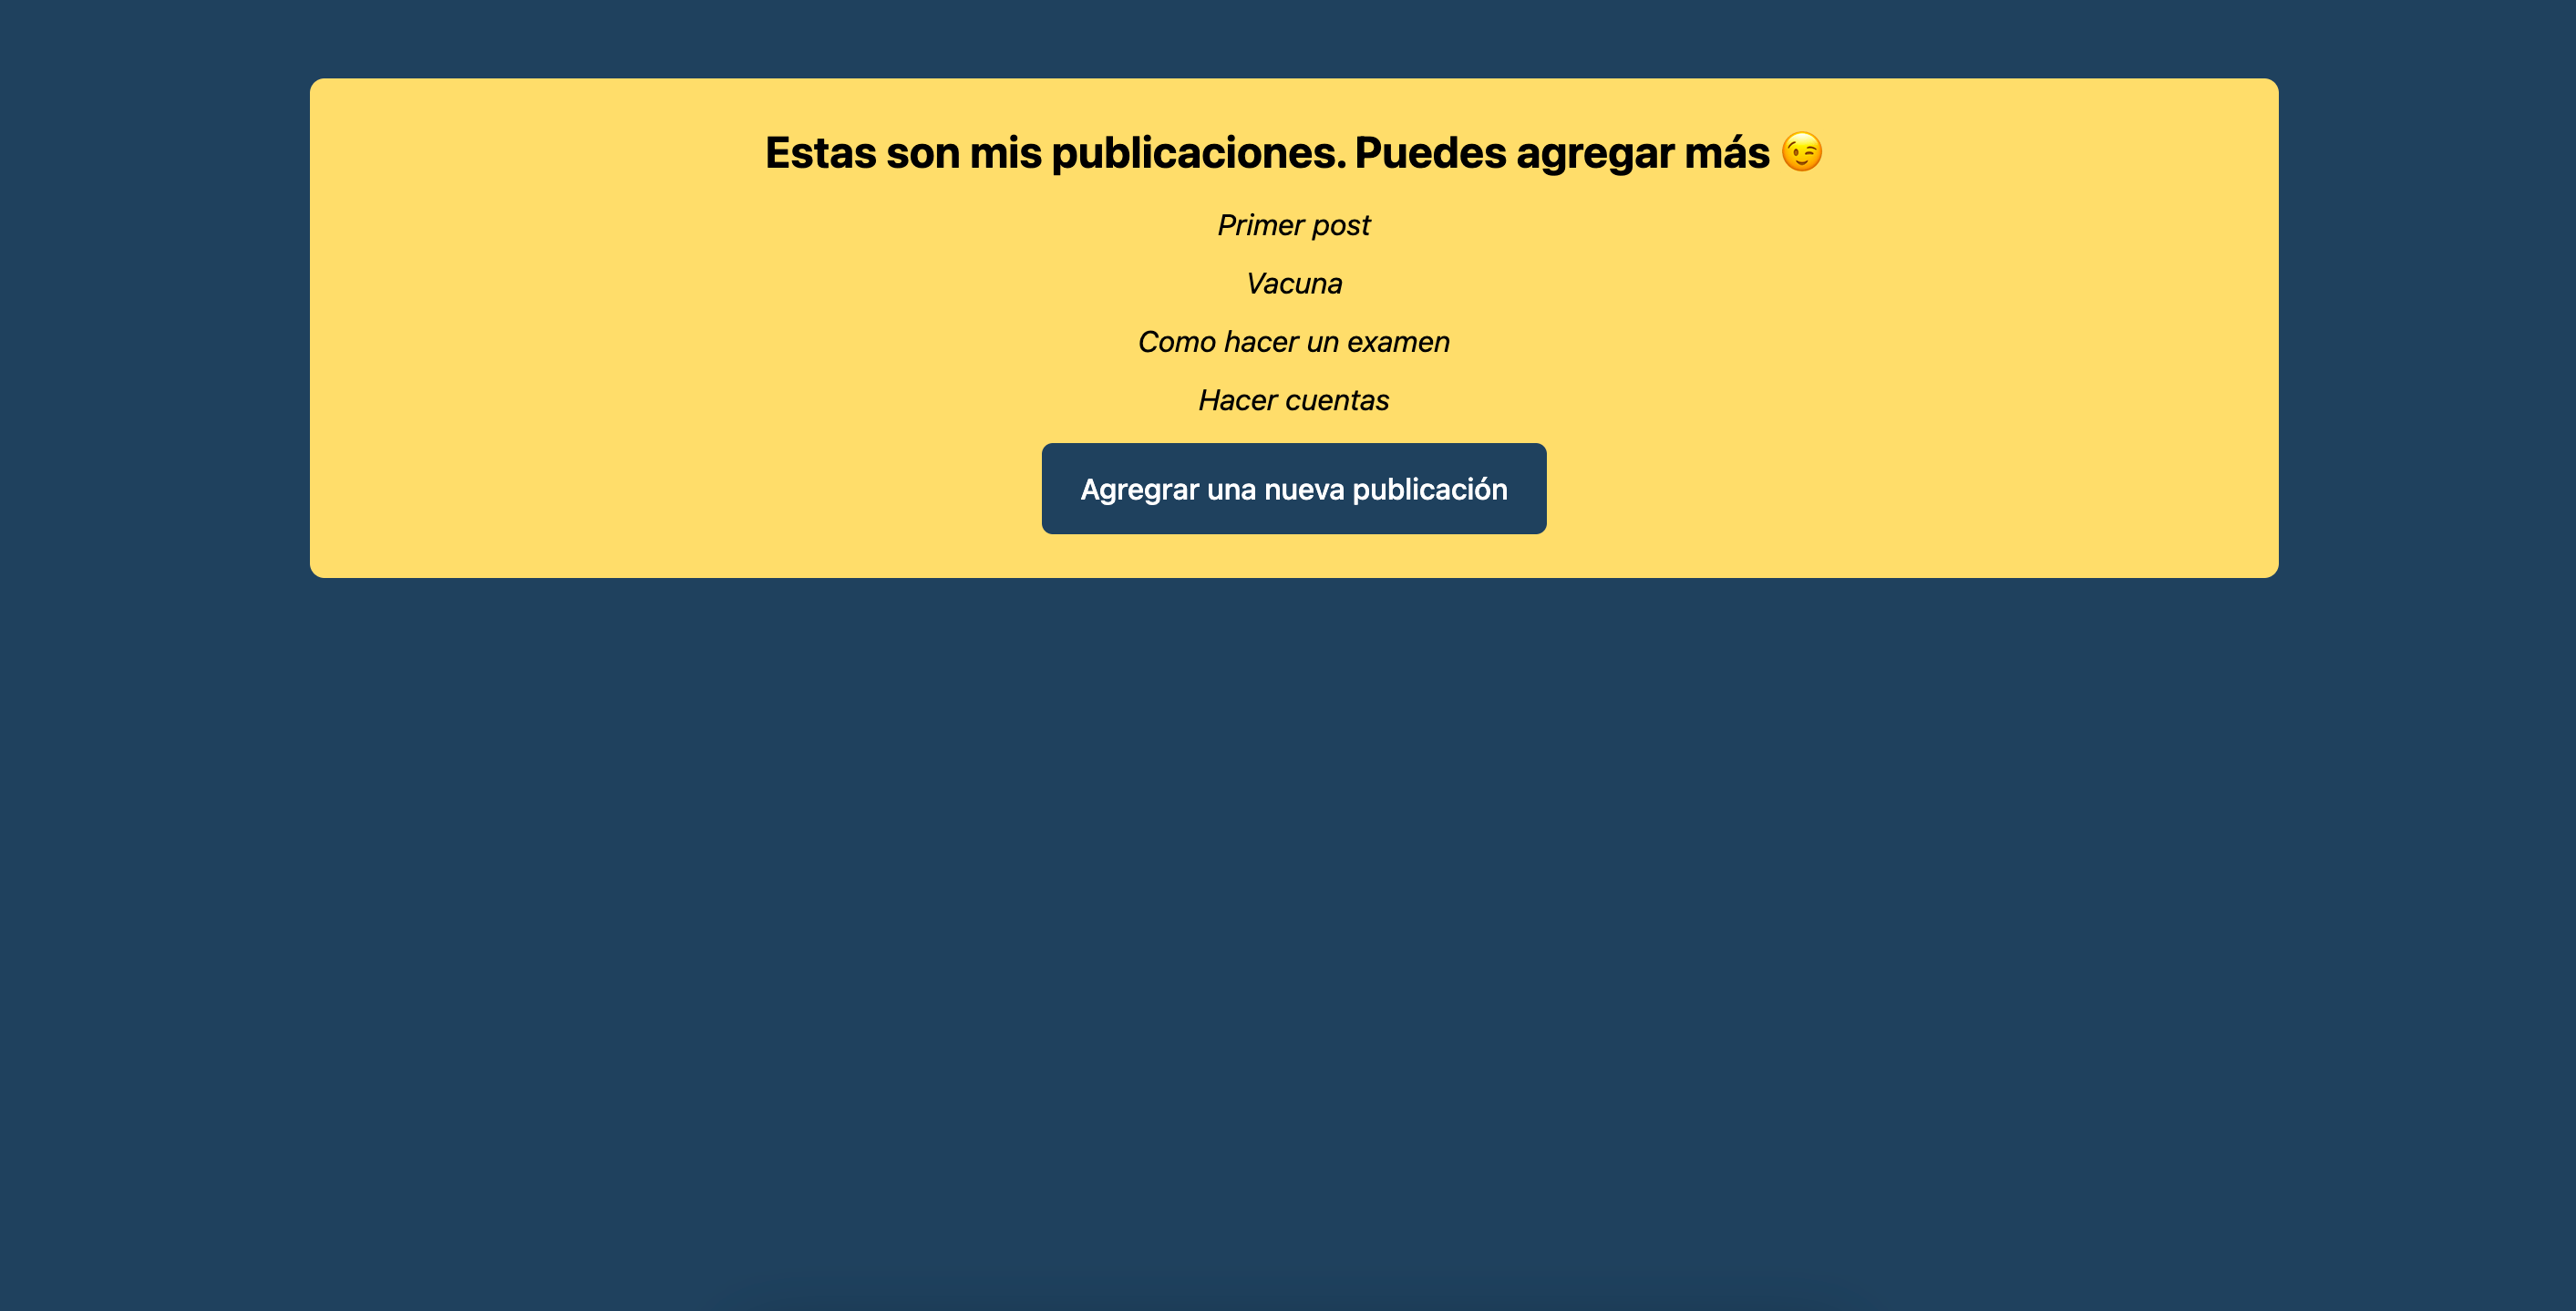 Estas son mis publicaciones. Puedes agregar más 😉
Primer post
Vacuna
Como hacer un examen
Hacer cuentas
Agregrar una nueva publicación